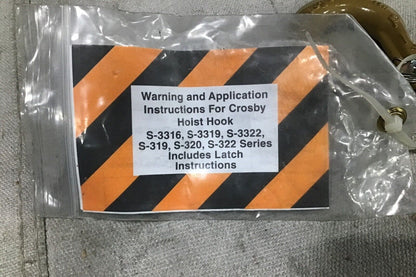 Warning and Application
Instructions For Crosby
Hoist Hook
S-3316, S-3319, S-3322,
S-319, S-320, S-322 Series
Includes Latch
Instructions